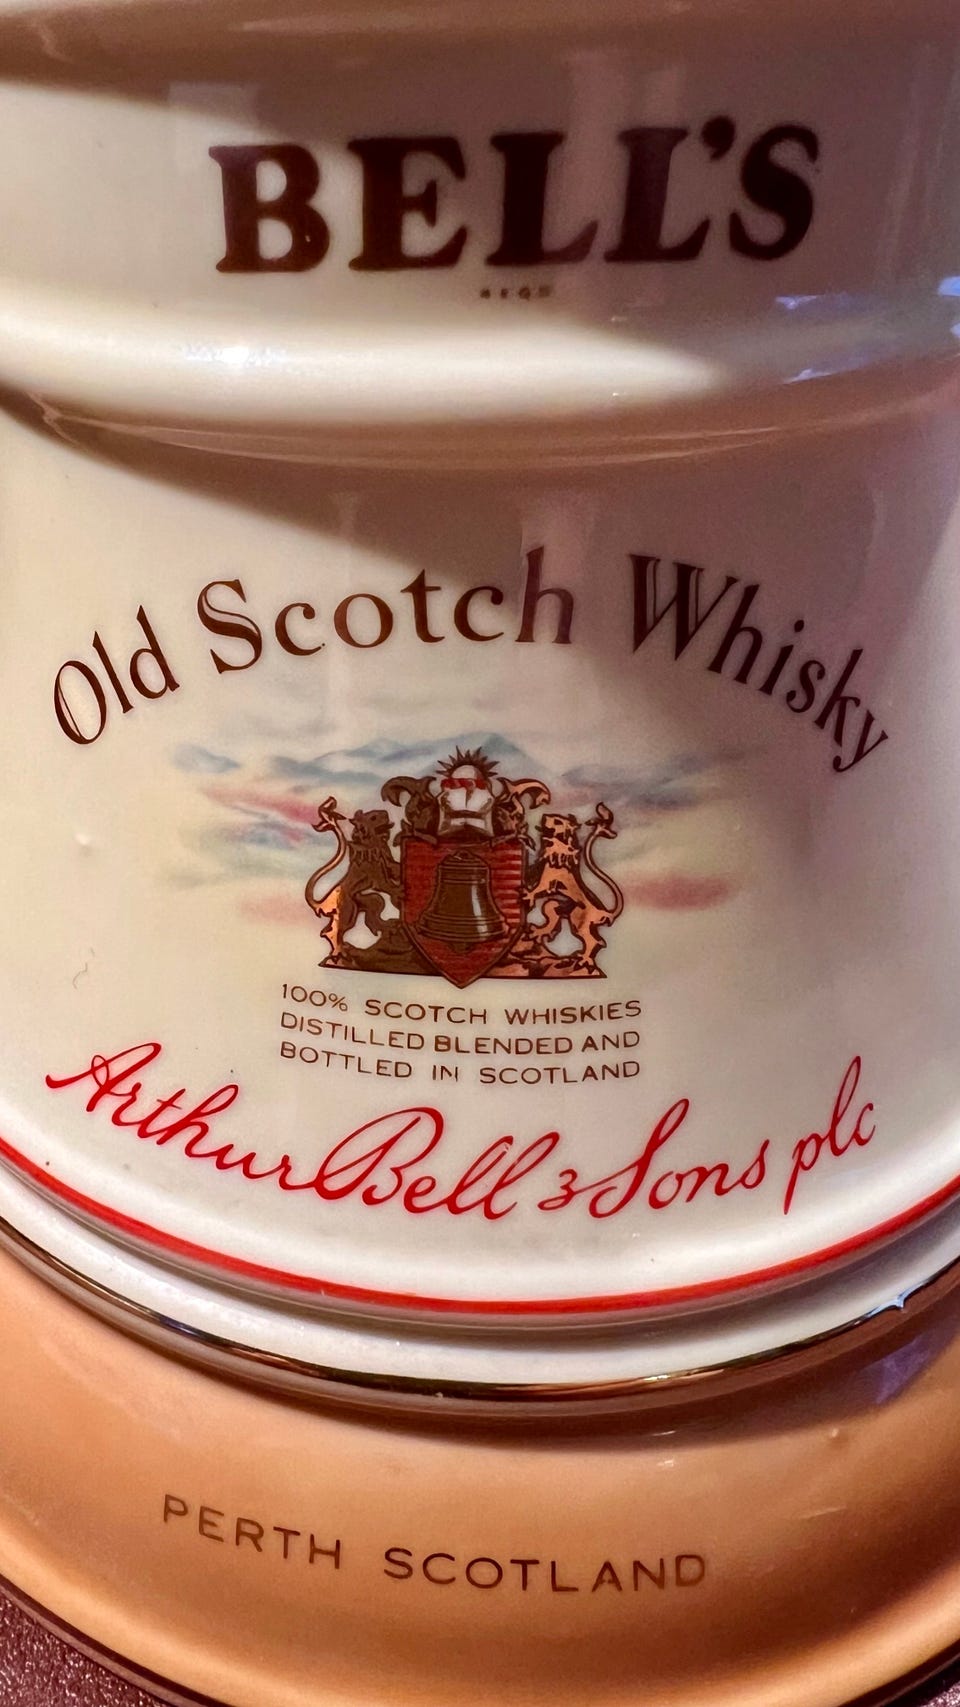 BELL'S
REGD
Old Scotch Whisky
100% SCOTCH WHISKIES
DISTILLED BLENDED AND
BOTTLED IN SCOTLAND
Arthur Bell & Sons plc
PERTH SCOTLAND